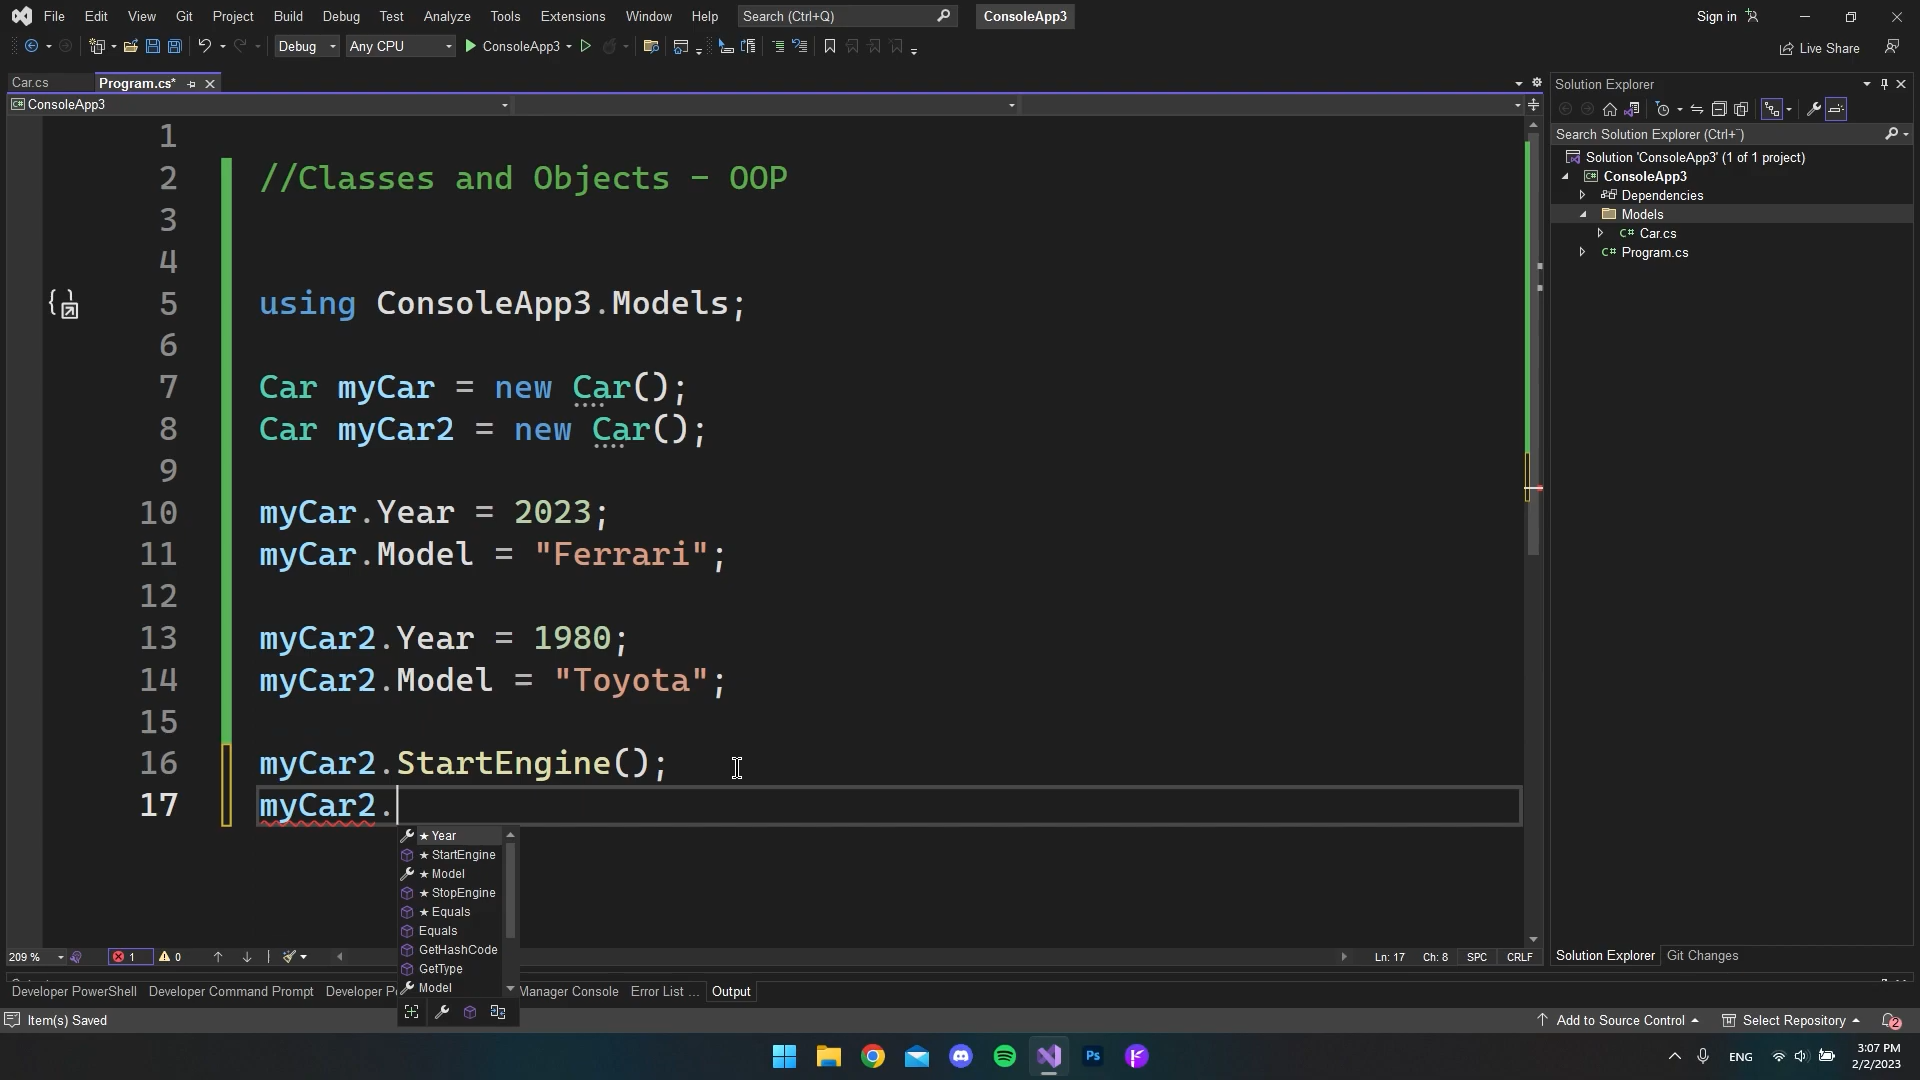 File Edit View Git Project Build Debug Test Analyze Tools Extensions Window Help Search (Ctrl+Q) ConsoleApp3 Sign in
Debug Any CPU ConsoleApp3 Live Share
Car.cs Program.cs* Solution Explorer
ConsoleApp3
Search Solution Explorer (Ctrl+¨)
Solution 'ConsoleApp3' (1 of 1 project)
ConsoleApp3
Dependencies
Models
Car.cs
Program.cs
1
2 //Classes and Objects - OOP
3
4
5 using ConsoleApp3.Models;
6
7 Car myCar = new Car();
8 Car myCar2 = new Car();
9
10 myCar.Year = 2023;
11 myCar.Model = "Ferrari";
12
13 myCar2.Year = 1980;
14 myCar2.Model = "Toyota";
15
16 myCar2.StartEngine();
17 myCar2.
★ Year
★ StartEngine
★ Model
★ StopEngine
★ Equals
Equals
GetHashCode
GetType
Model
209 % 1 0 Ln: 17 Ch: 8 SPC CRLF Solution Explorer Git Changes
Developer PowerShell Developer Command Prompt Developer Manager Console Error List ... Output
Item(s) Saved Add to Source Control Select Repository 2
Ps ENG 3:07 PM
2/2/2023